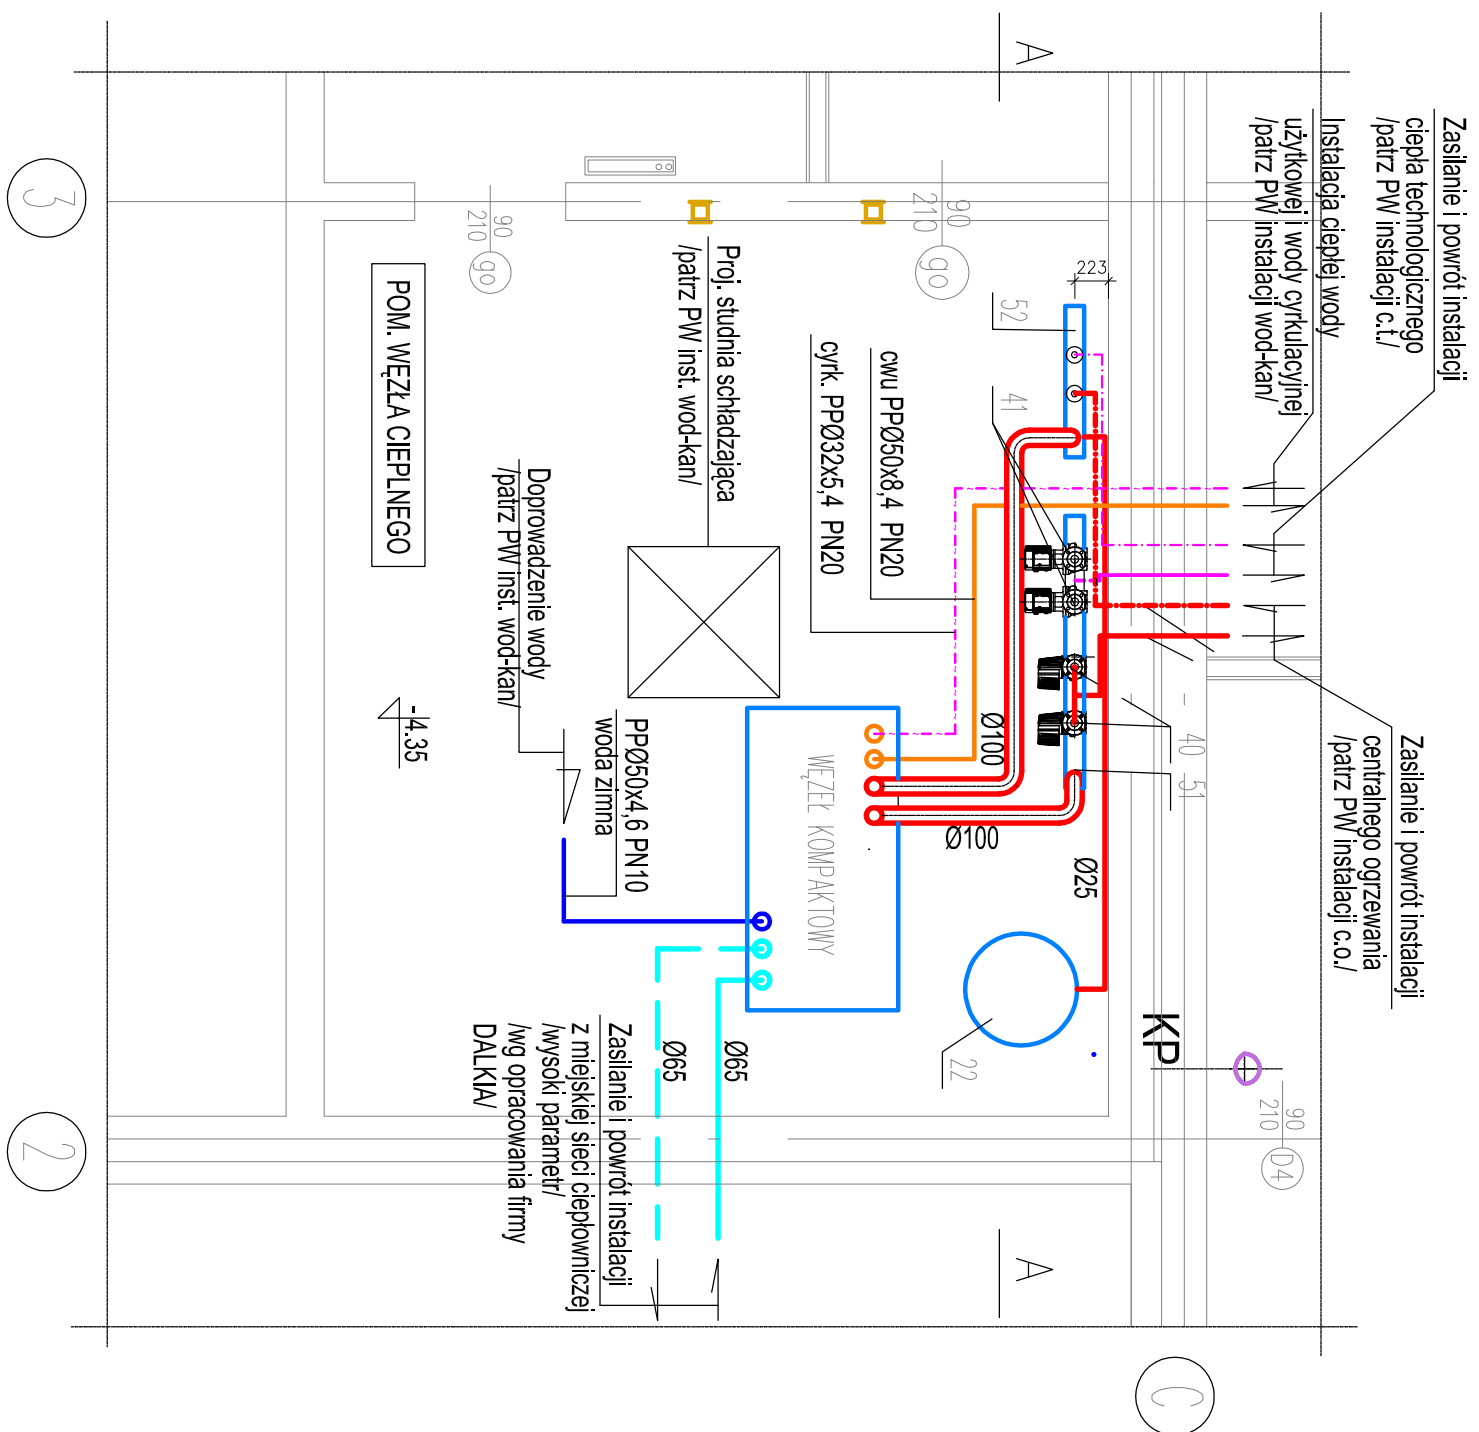 Zasilanie i powrót instalacji
ciepła technologicznego
/patrz PW instalacji c.t./
Instalacja ciepłej wody
użytkowej i wody cyrkulacyjnej
/patrz PW instalacji wod-kan/
Zasilanie i powrót instalacji
centralnego ogrzewania
/patrz PW instalacji c.o./
A
A
3
2
C
90
210
go
90
210
go
90
210
D4
KP
223
52
41
40
51
22
cwu PPØ50x8,4 PN20
cyrk. PPØ32x5,4 PN20
Proj. studnia schładzająca
/patrz PW inst. wod-kan/
POM. WĘZŁA CIEPLNEGO
Doprowadzenie wody
/patrz PW inst. wod-kan/
-4.35
PPØ50x4,6 PN10
woda zimna
WĘZEŁ KOMPAKTOWY
Ø100
Ø100
Ø25
Ø65
Ø65
Zasilanie i powrót instalacji
z miejskiej sieci ciepłowniczej
/wysoki parametr/
/wg opracowania firmy
DALKIA/